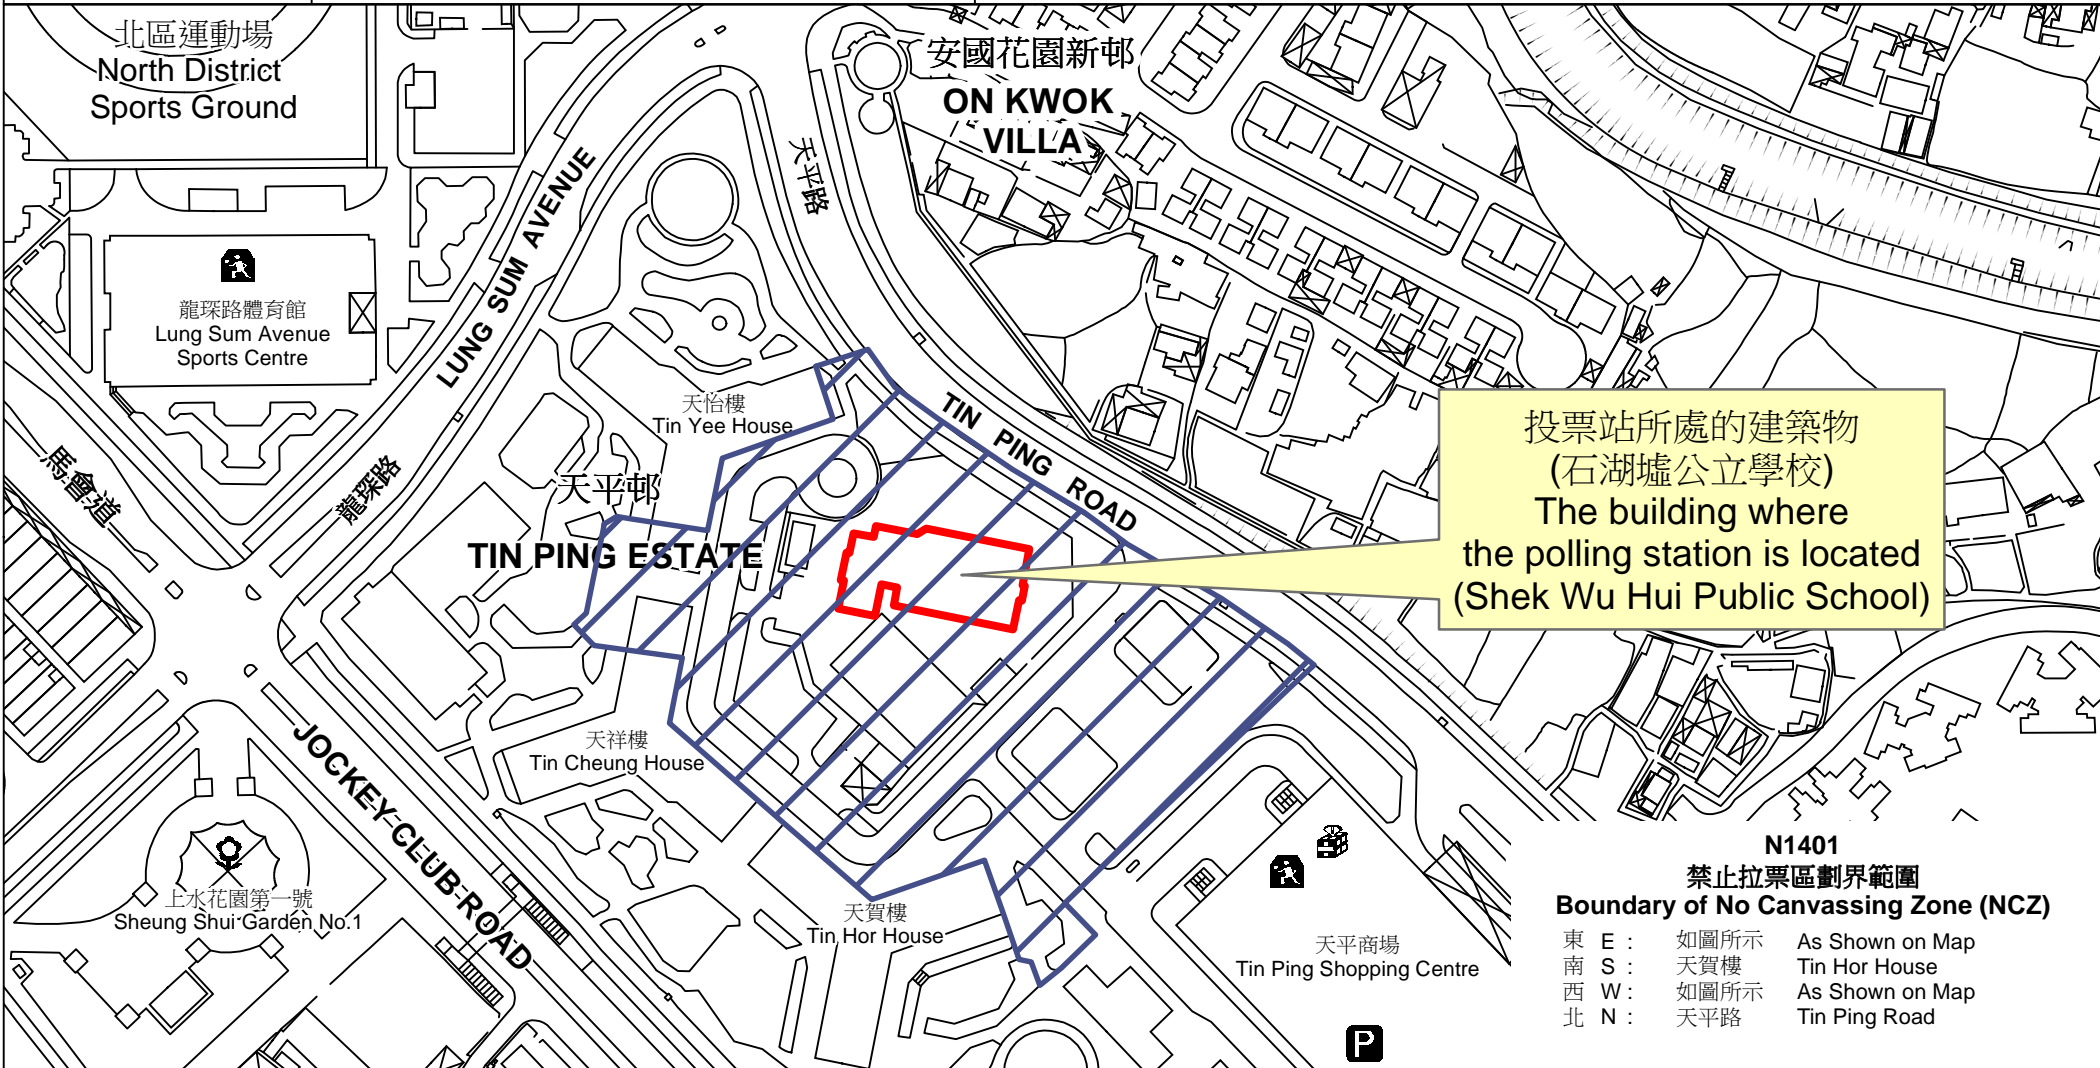 北區運動場
North District
Sports Ground
安國花園新邨
ON KWOK
VILLA
天平路
LUNG SUM AVENUE
龍琛路體育館
Lung Sum Avenue
Sports Centre
天怡樓
Tin Yee House
TIN PING ROAD
馬會道
龍琛路
天平邨
TIN PING ESTATE
投票站所處的建築物
(石湖墟公立學校)
The building where
the polling station is located
(Shek Wu Hui Public School)
天祥樓
Tin Cheung House
JOCKEY CLUB ROAD
上水花園第一號
Sheung Shui Garden No.1
天賀樓
Tin Hor House
天平商場
Tin Ping Shopping Centre
P
N1401
禁止拉票區劃界範圍
Boundary of No Canvassing Zone (NCZ)
東 E : 如圖所示 As Shown on Map
南 S : 天賀樓 Tin Hor House
西 W : 如圖所示 As Shown on Map
北 N : 天平路 Tin Ping Road